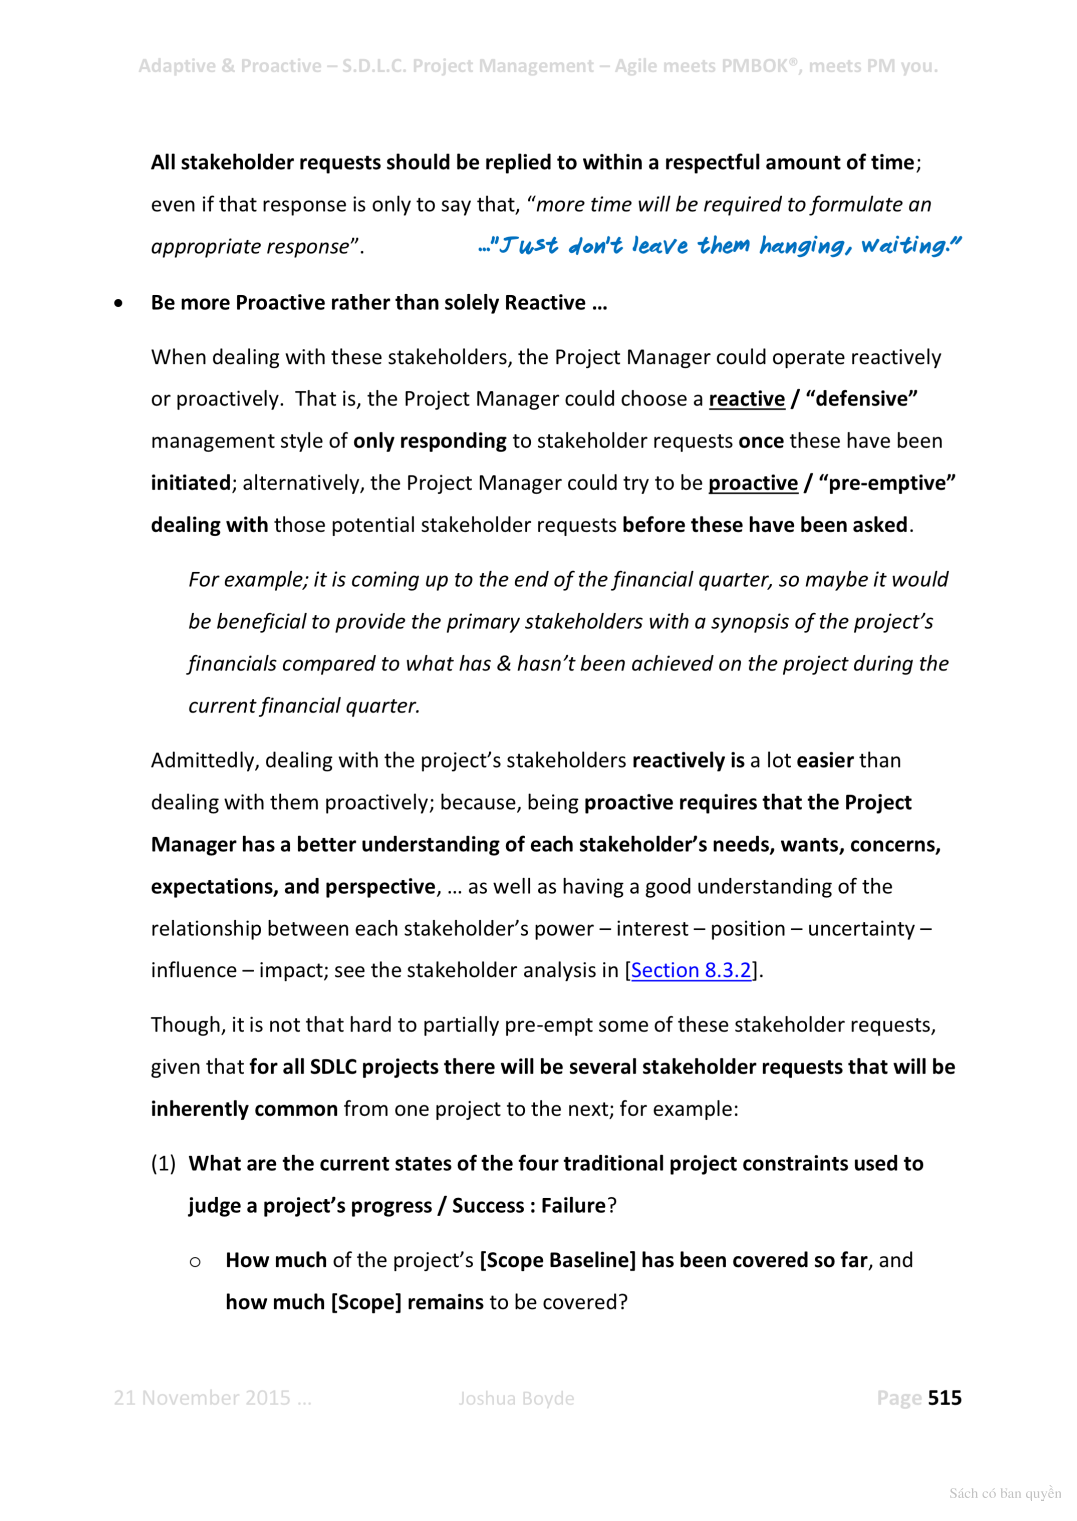 Adaptive & Proactive – S.D.L.C. Project Management – Agile meets PMBOK®, meets PM you.
All stakeholder requests should be replied to within a respectful amount of time;
even if that response is only to say that, “more time will be required to formulate an
appropriate response”. …"Just don't leave them hanging, waiting.”
• Be more Proactive rather than solely Reactive …
When dealing with these stakeholders, the Project Manager could operate reactively
or proactively. That is, the Project Manager could choose a reactive / “defensive”
management style of only responding to stakeholder requests once these have been
initiated; alternatively, the Project Manager could try to be proactive / “pre-emptive”
dealing with those potential stakeholder requests before these have been asked.
For example; it is coming up to the end of the financial quarter, so maybe it would
be beneficial to provide the primary stakeholders with a synopsis of the project’s
financials compared to what has & hasn’t been achieved on the project during the
current financial quarter.
Admittedly, dealing with the project’s stakeholders reactively is a lot easier than
dealing with them proactively; because, being proactive requires that the Project
Manager has a better understanding of each stakeholder’s needs, wants, concerns,
expectations, and perspective, … as well as having a good understanding of the
relationship between each stakeholder’s power – interest – position – uncertainty –
influence – impact; see the stakeholder analysis in [Section 8.3.2].
Though, it is not that hard to partially pre-empt some of these stakeholder requests,
given that for all SDLC projects there will be several stakeholder requests that will be
inherently common from one project to the next; for example:
(1) What are the current states of the four traditional project constraints used to
judge a project’s progress / Success : Failure?
o How much of the project’s [Scope Baseline] has been covered so far, and
how much [Scope] remains to be covered?
21 November 2015 … Joshua Boyde Page 515
Sách có bản quyền